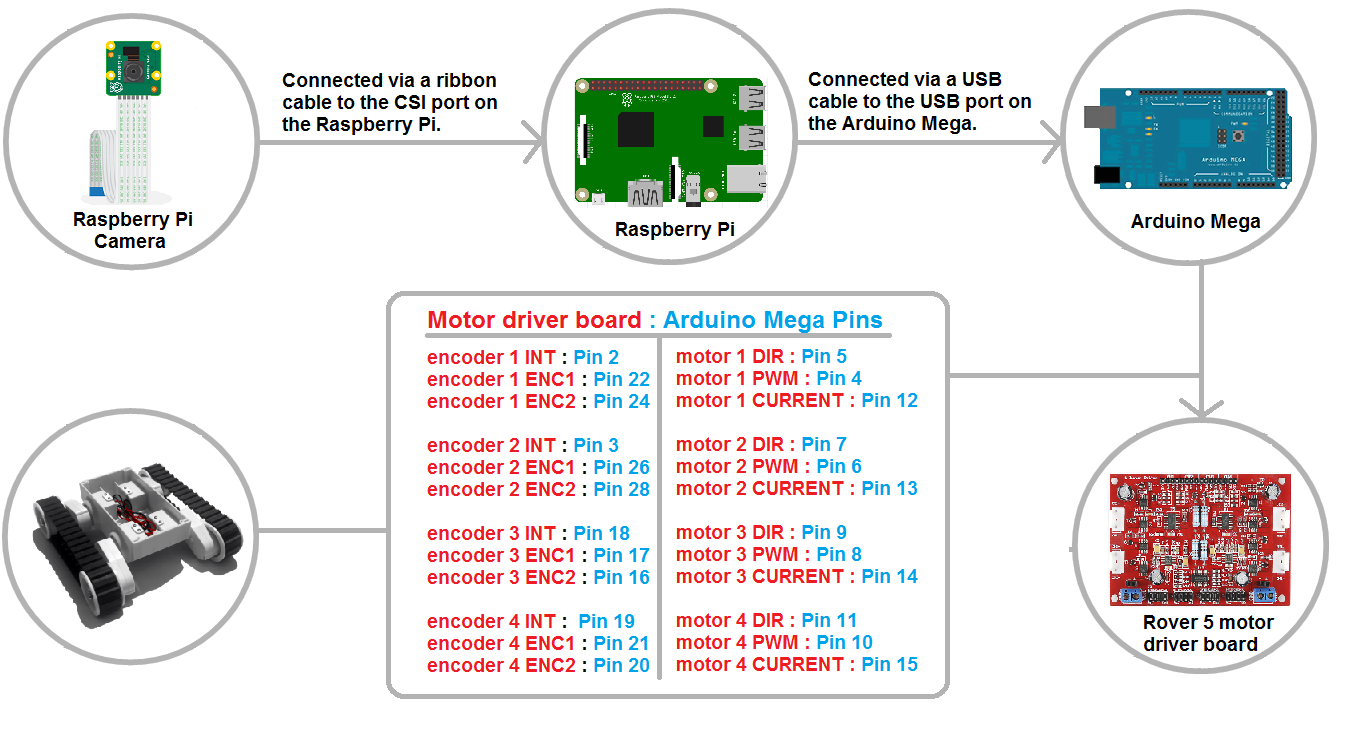 Connected via a ribbon
cable to the CSI port on
the Raspberry Pi.
Connected via a USB
cable to the USB port on
the Arduino Mega.
Raspberry Pi
Camera
Raspberry Pi
Arduino MEGA
Arduino Mega
Motor driver board : Arduino Mega Pins
encoder 1 INT : Pin 2
encoder 1 ENC1 : Pin 22
encoder 1 ENC2 : Pin 24
encoder 2 INT : Pin 3
encoder 2 ENC1 : Pin 26
encoder 2 ENC2 : Pin 28
encoder 3 INT : Pin 18
encoder 3 ENC1 : Pin 17
encoder 3 ENC2 : Pin 16
encoder 4 INT : Pin 19
encoder 4 ENC1 : Pin 21
encoder 4 ENC2 : Pin 20
motor 1 DIR : Pin 5
motor 1 PWM : Pin 4
motor 1 CURRENT : Pin 12
motor 2 DIR : Pin 7
motor 2 PWM : Pin 6
motor 2 CURRENT : Pin 13
motor 3 DIR : Pin 9
motor 3 PWM : Pin 8
motor 3 CURRENT : Pin 14
motor 4 DIR : Pin 11
motor 4 PWM : Pin 10
motor 4 CURRENT : Pin 15
Rover 5 motor
driver board